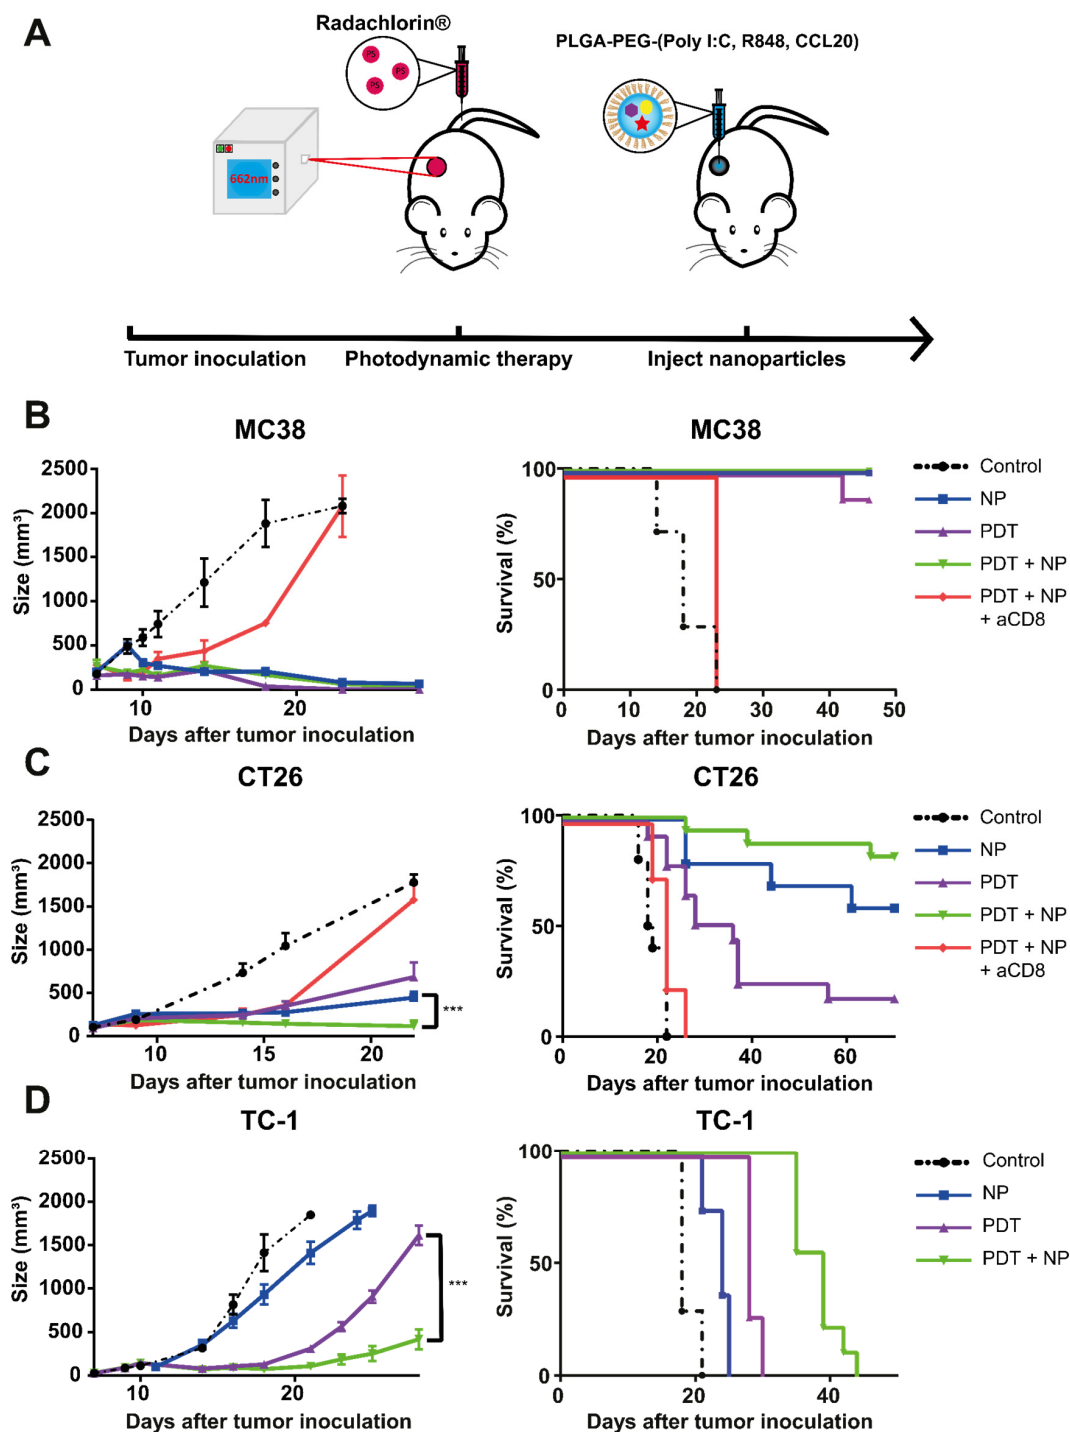 A
Radachlorin®
PLGA-PEG-(Poly I:C, R848, CCL20)
PS
PS
PS
662nm
Tumor inoculation
Photodynamic therapy
Inject nanoparticles
B
MC38
Size (mm³)
2500
2000
1500
1000
500
0
10
20
Days after tumor inoculation
MC38
Survival (%)
100
50
0
0
10
20
30
40
50
Days after tumor inoculation
Control
NP
PDT
PDT + NP
PDT + NP
+ aCD8
C
CT26
Size (mm³)
2500
2000
1500
1000
500
0
10
15
20
***
Days after tumor inoculation
CT26
Survival (%)
100
50
0
0
20
40
60
Days after tumor inoculation
Control
NP
PDT
PDT + NP
PDT + NP
+ aCD8
D
TC-1
Size (mm³)
2500
2000
1500
1000
500
0
10
20
***
Days after tumor inoculation
TC-1
Survival (%)
100
50
0
0
20
40
Days after tumor inoculation
Control
NP
PDT
PDT + NP